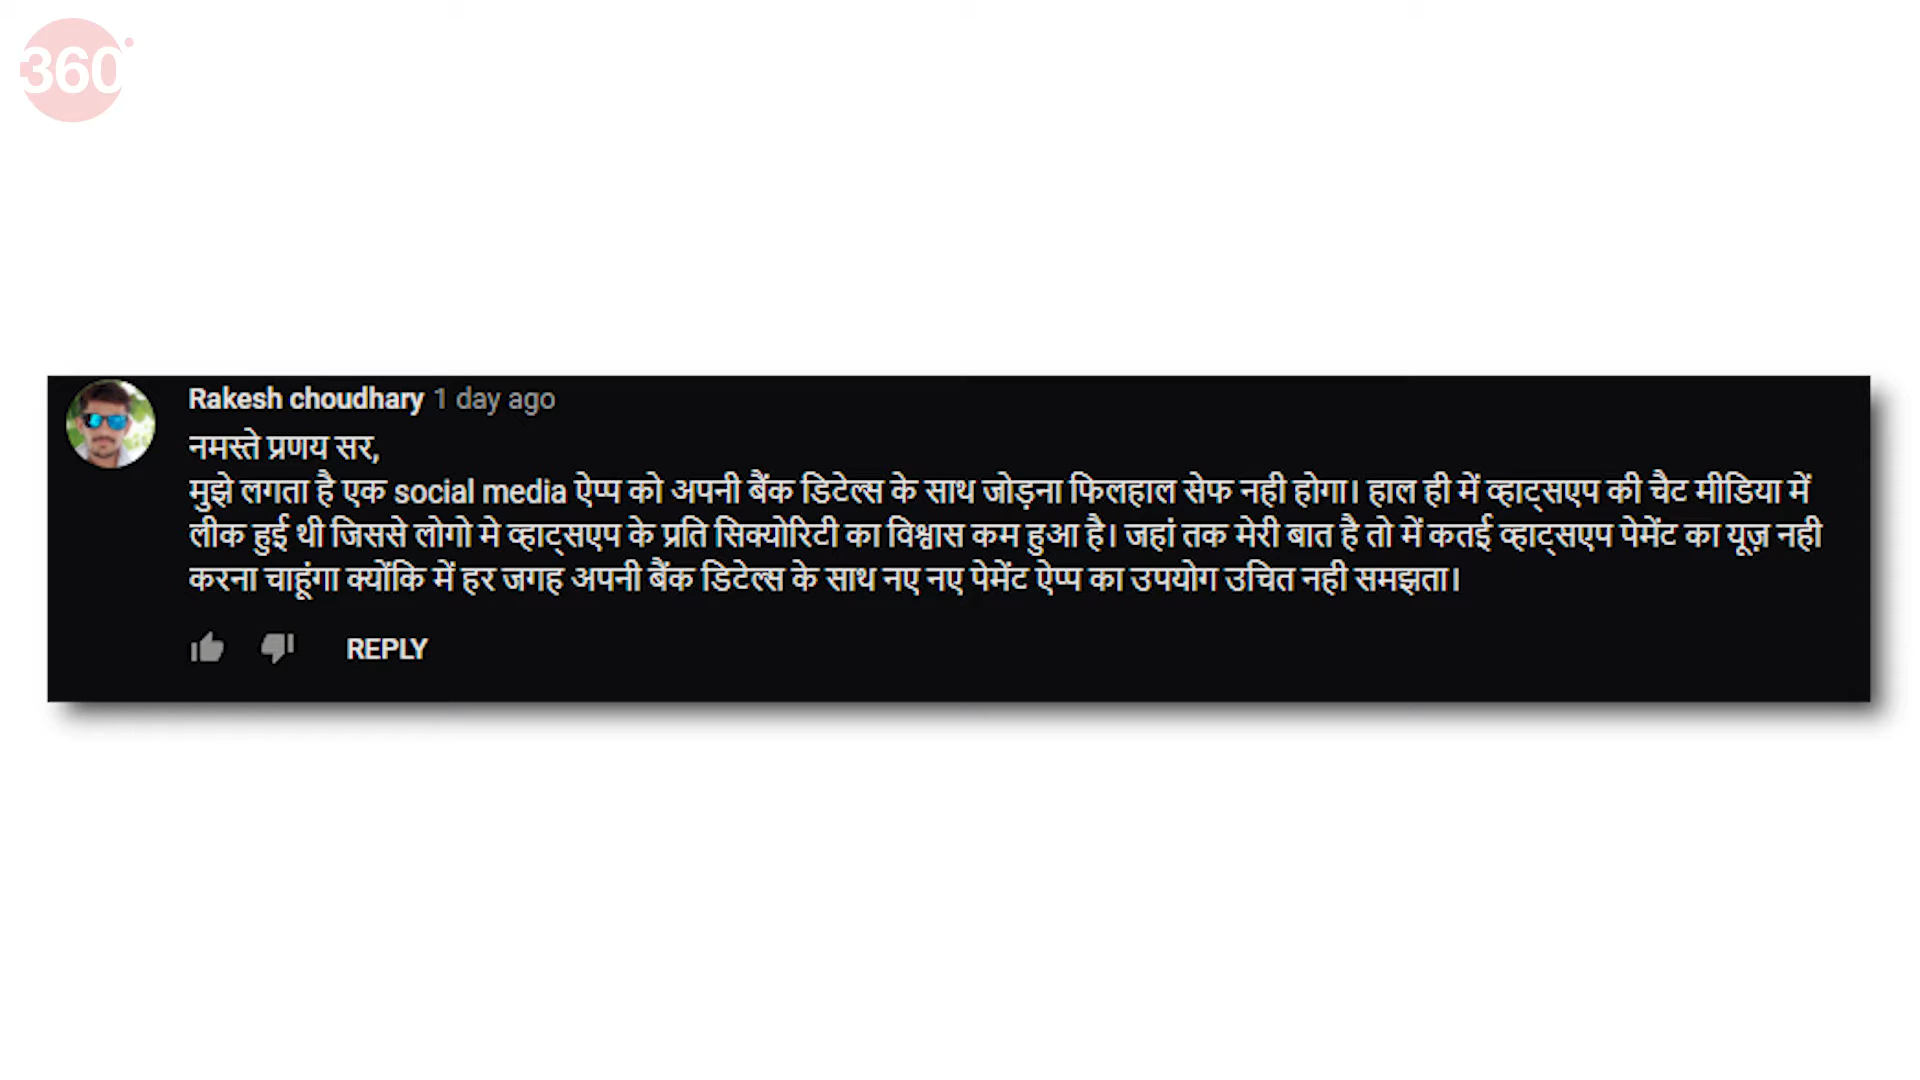 360°
Rakesh choudhary 1 day ago
नमस्ते प्रणय सर,
मुझे लगता है एक social media ऐप्प को अपनी बैंक डिटेल्स के साथ जोड़ना फिलहाल सेफ नही होगा। हाल ही में व्हाट्सएप की चैट मीडिया में
लीक हुई थी जिससे लोगो मे व्हाट्सएप के प्रति सिक्योरिटी का विश्वास कम हुआ है। जहां तक मेरी बात है तो में कतई व्हाट्सएप पेमेंट का यूज़ नही
करना चाहूंगा क्योंकि में हर जगह अपनी बैंक डिटेल्स के साथ नए नए पेमेंट ऐप्प का उपयोग उचित नही समझता।
REPLY